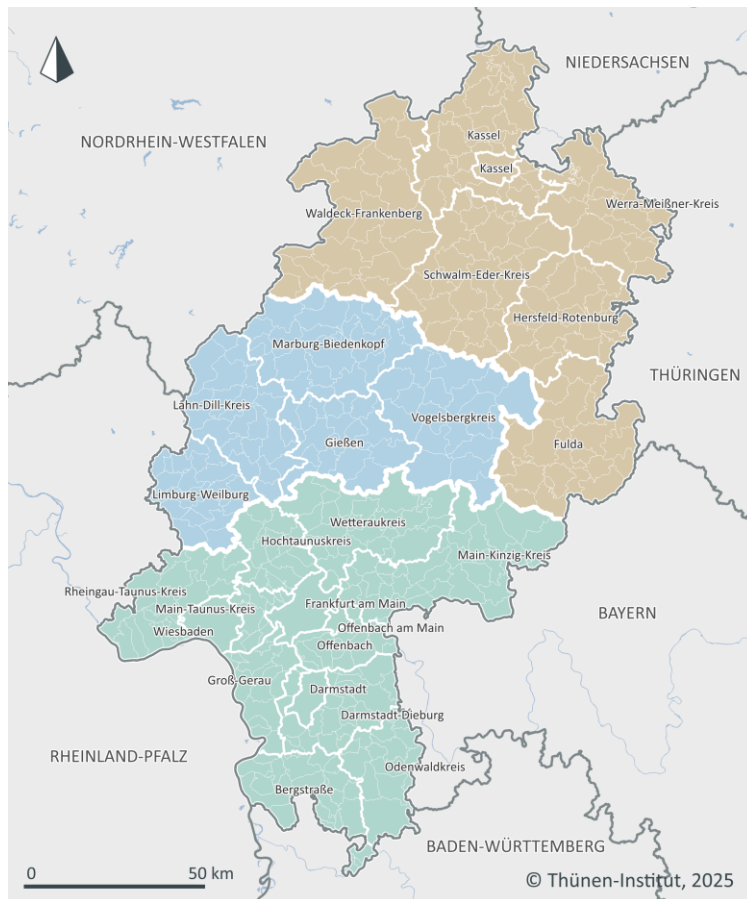 NIEDERSACHSEN
NORDRHEIN-WESTFALEN
Kassel
Kassel
Waldeck-Frankenberg
Werra-Meißner-Kreis
Schwalm-Eder-Kreis
Hersfeld-Rotenburg
Marburg-Biedenkopf
THÜRINGEN
Lahn-Dill-Kreis
Vogelsbergkreis
Gießen
Fulda
Limburg-Weilburg
Wetteraukreis
Hochtaunuskreis
Main-Kinzig-Kreis
Rheingau-Taunus-Kreis
Main-Taunus-Kreis
Frankfurt am Main
BAYERN
Wiesbaden
Offenbach am Main
Offenbach
Groß-Gerau
Darmstadt
Darmstadt-Dieburg
RHEINLAND-PFALZ
Odenwaldkreis
Bergstraße
BADEN-WÜRTTEMBERG
0 50 km
© Thünen-Institut, 2025